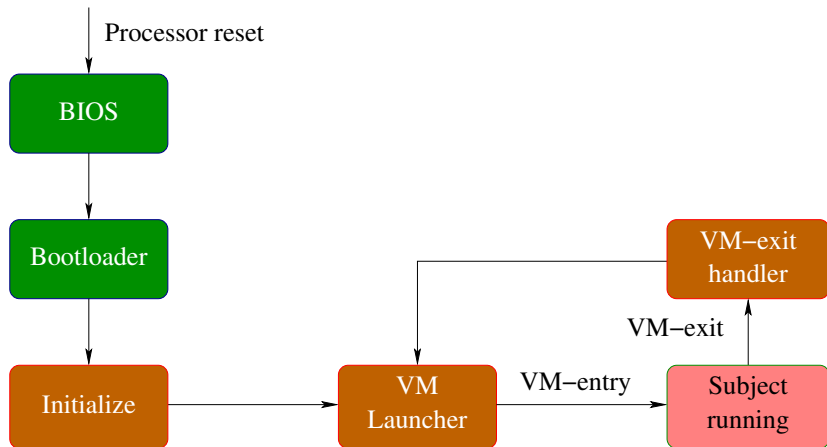 Processor reset
BIOS
Bootloader
VM−exit
handler
VM−exit
Initialize
VM
Launcher
VM−entry
Subject
running